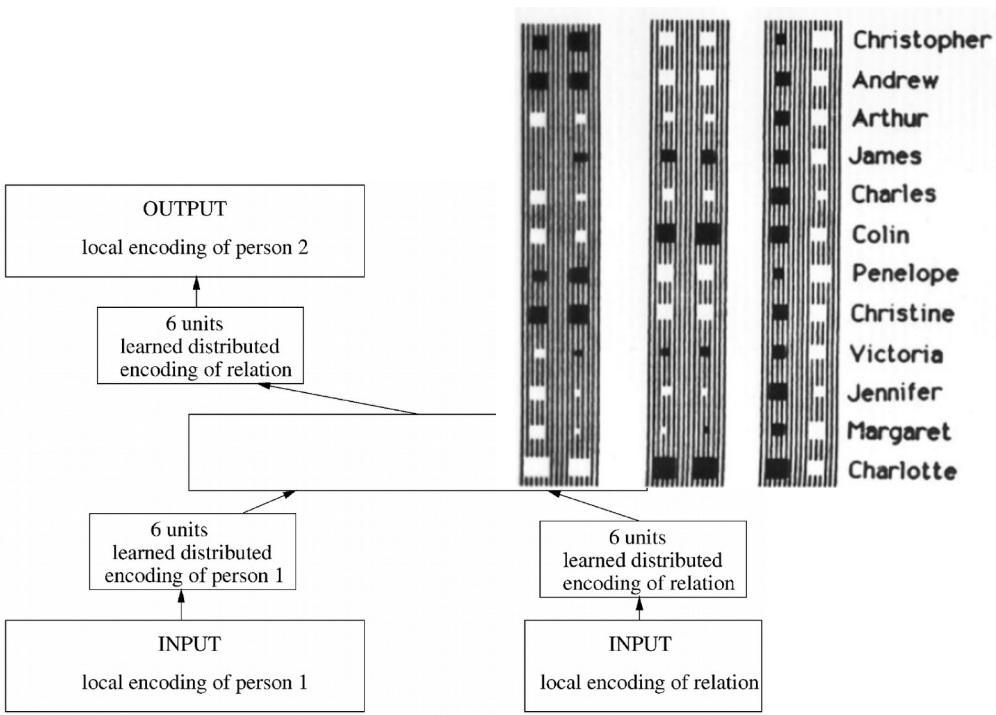 Christopher
Andrew
Arthur
James
Charles
Colin
Penelope
Christine
Victoria
Jennifer
Margaret
Charlotte
OUTPUT
local encoding of person 2
6 units
learned distributed
encoding of relation
6 units
learned distributed
encoding of person 1
6 units
learned distributed
encoding of relation
INPUT
local encoding of person 1
INPUT
local encoding of relation